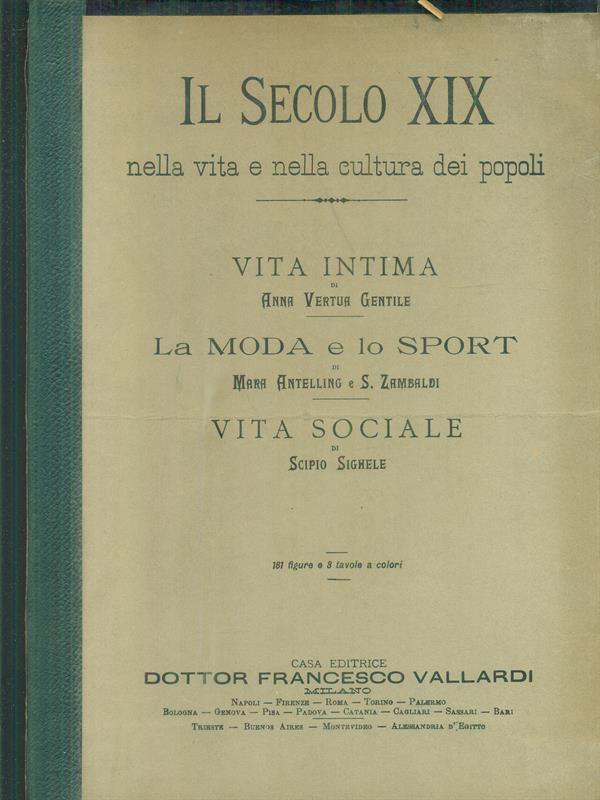 IL SECOLO XIX
nella vita e nella cultura dei popoli
VITA INTIMA
DI
ANNA VERTUA GENTILE
LA MODA e lo SPORT
DI
MARA ANTELLING e S. ZAMBALDI
VITA SOCIALE
DI
SCIPIO SIGHELE
161 figure e 3 tavole a colori
CASA EDITRICE
DOTTOR FRANCESCO VALLARDI
MILANO
NAPOLI — FIRENZE — ROMA — TORINO — PALERMO
BOLOGNA — GENOVA — PISA — PADOVA — CATANIA — CAGLIARI — SASSARI — BARI
TRIESTE — BUENOS AIRES — MONTEVIDEO — ALESSANDRIA D'EGITTO